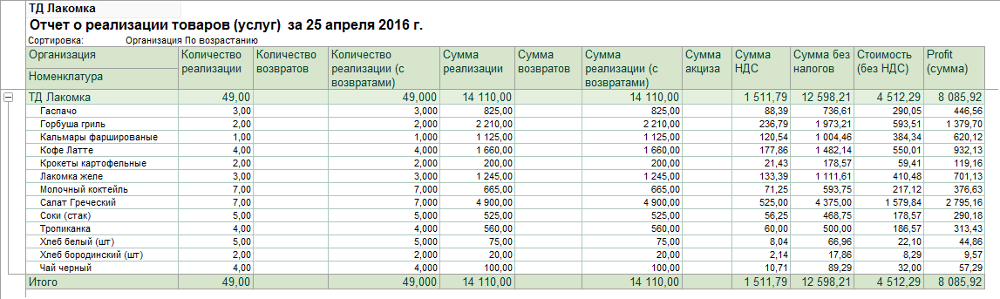 ТД Лакомка
Отчет о реализации товаров (услуг) за 25 апреля 2016 г.
Сортировка: Организация По возрастанию
Организация Количество реализации Количество возвратов Количество реализации (с возвратами) Сумма реализации Сумма возвратов Сумма реализации (с возвратами) Сумма акциза Сумма НДС Сумма без налогов Стоимость (без НДС) Profit (сумма)
Номенклатура
ТД Лакомка 49,00 49,000 14 110,00 14 110,00 1 511,79 12 598,21 4 512,29 8 085,92
Гаспачо 3,00 3,000 825,00 825,00 88,39 736,61 290,05 446,56
Горбуша гриль 2,00 2,000 2 210,00 2 210,00 236,79 1 973,21 593,51 1 379,70
Кальмары фаршированые 1,00 1,000 1 125,00 1 125,00 120,54 1 004,46 384,34 620,12
Кофе Латте 4,00 4,000 1 660,00 1 660,00 177,86 1 482,14 550,01 932,13
Крокеты картофельные 2,00 2,000 200,00 200,00 21,43 178,57 59,41 119,16
Лакомка желе 3,00 3,000 1 245,00 1 245,00 133,39 1 111,61 410,48 701,13
Молочный коктейль 7,00 7,000 665,00 665,00 71,25 593,75 217,12 376,63
Салат Греческий 7,00 7,000 4 900,00 4 900,00 525,00 4 375,00 1 579,84 2 795,16
Соки (стак) 5,00 5,000 525,00 525,00 56,25 468,75 178,57 290,18
Тропиканка 4,00 4,000 560,00 560,00 60,00 500,00 186,57 313,43
Хлеб белый (шт) 5,00 5,000 75,00 75,00 8,04 66,96 22,10 44,86
Хлеб бородинский (шт) 2,00 2,000 20,00 20,00 2,14 17,86 8,29 9,57
Чай черный 4,00 4,000 100,00 100,00 10,71 89,29 32,00 57,29
Итого 49,00 49,000 14 110,00 14 110,00 1 511,79 12 598,21 4 512,29 8 085,92